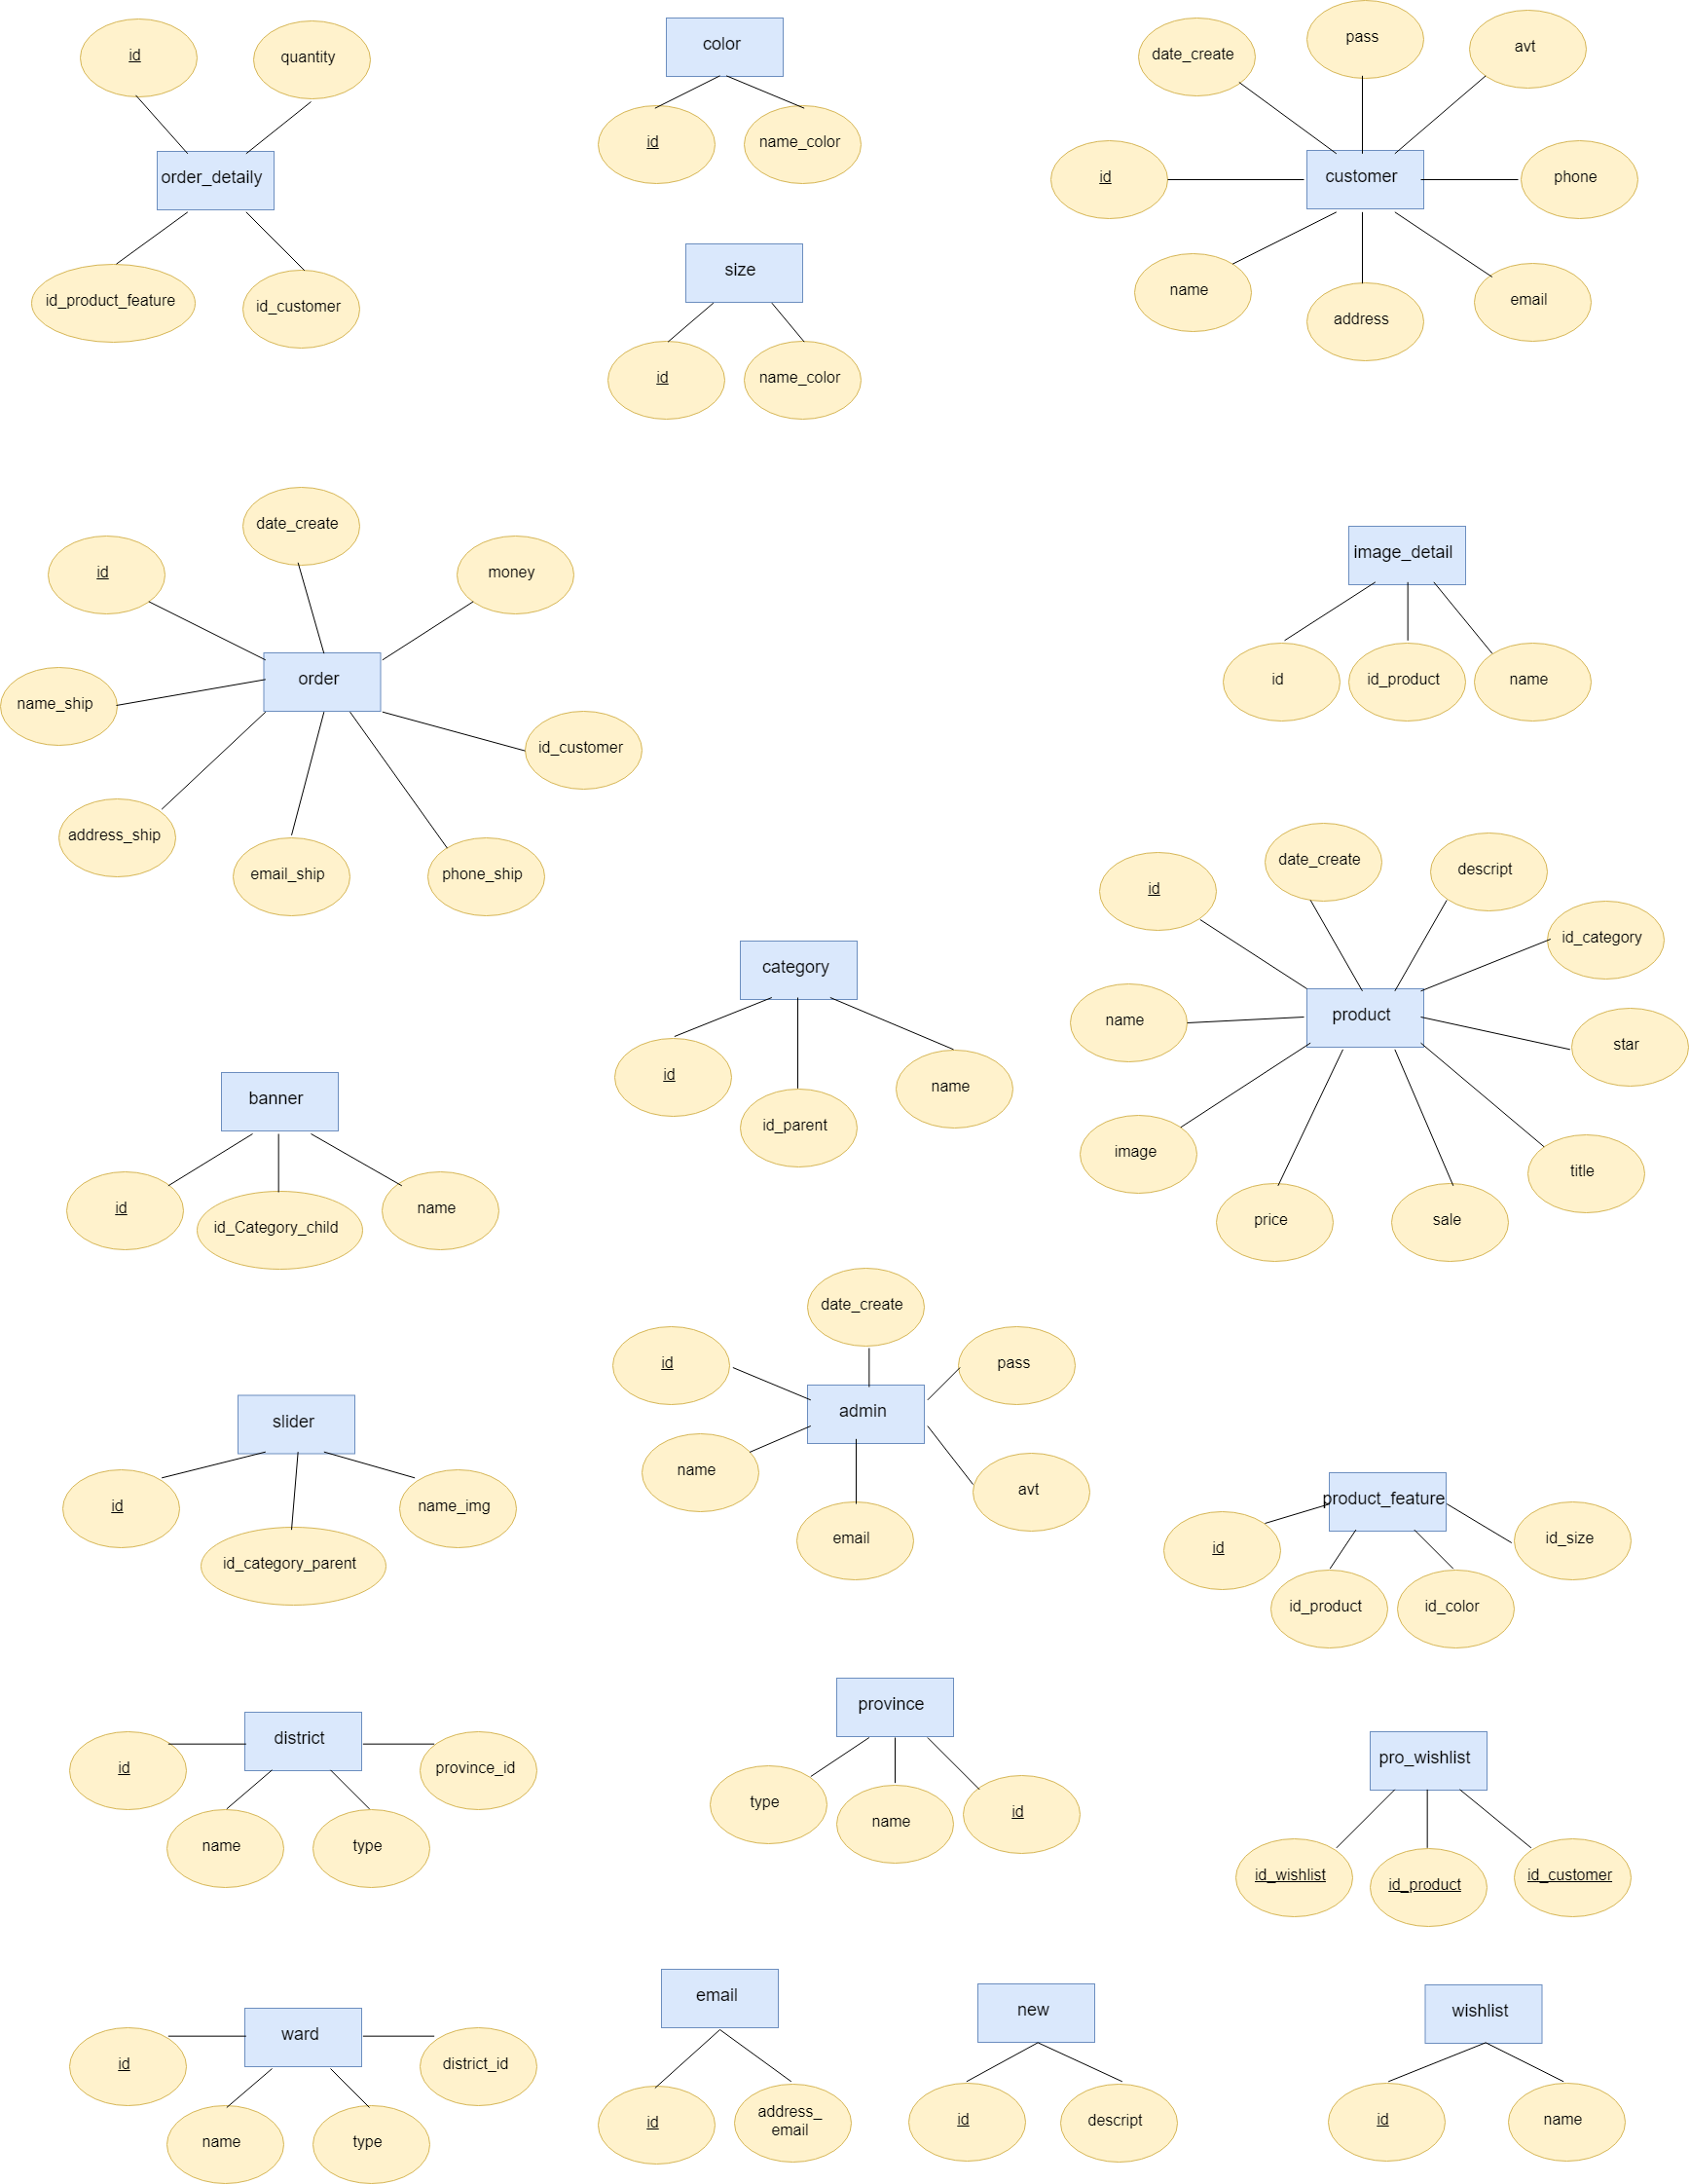 id
quantity
order_detaily
id_product_feature
id_customer
color
id
name_color
size
id
name_color
date_create
pass
avt
id
customer
phone
name
address
email
date_create
id
money
order
name_ship
id_customer
address_ship
email_ship
phone_ship
image_detail
id
id_product
name
date_create
descript
id
id_category
product
name
star
image
title
price
sale
category
id
id_parent
name
banner
id
id_Category_child
name
date_create
id
pass
admin
name
avt
email
slider
id
name_img
id_category_parent
product_feature
id
id_size
id_product
id_color
district
id
province_id
name
type
province
type
name
id
pro_wishlist
id_wishlist
id_product
id_customer
ward
id
district_id
name
type
email
id
address_
email
new
id
descript
wishlist
id
name